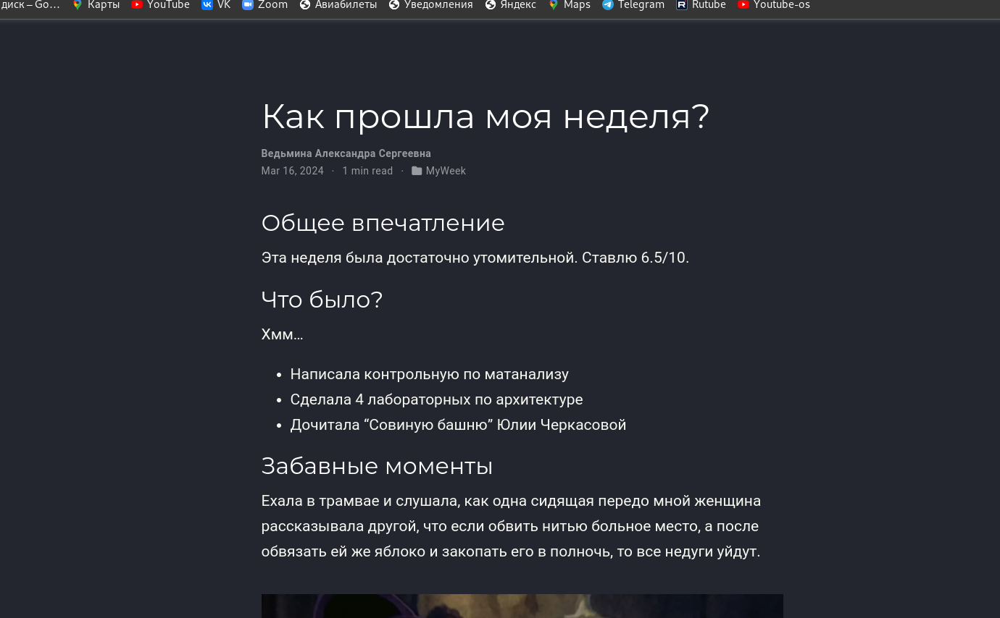 диск – Go... Карты YouTube VK Zoom Авиабилеты Уведомления Яндекс Maps Telegram Rutube Youtube-os
Как прошла моя неделя?
Ведьмина Александра Сергеевна
Mar 16, 2024 · 1 min read · MyWeek
Общее впечатление
Эта неделя была достаточно утомительной. Ставлю 6.5/10.
Что было?
Хмм...
• Написала контрольную по матанализу
• Сделала 4 лабораторных по архитектуре
• Дочитала “Совиную башню” Юлии Черкасовой
Забавные моменты
Ехала в трамвае и слушала, как одна сидящая передо мной женщина
рассказывала другой, что если обвить нитью больное место, а после
обвязать ей же яблоко и закопать его в полночь, то все недуги уйдут.